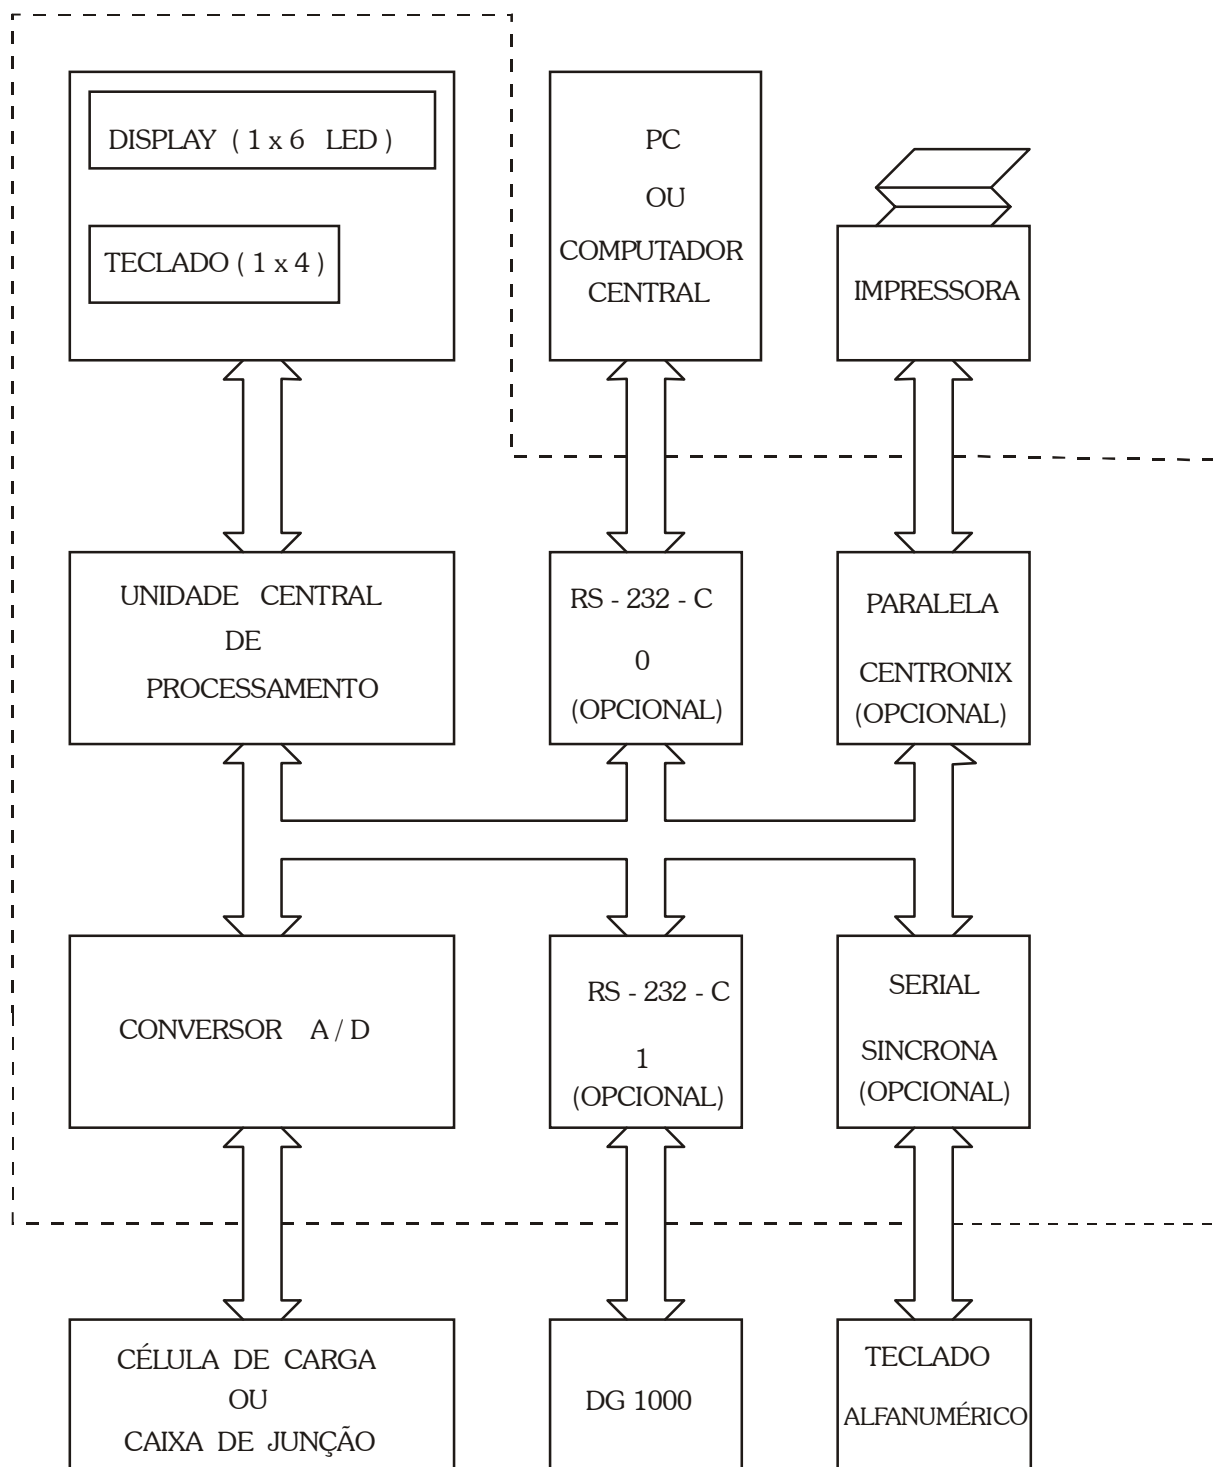 DISPLAY ( 1 x 6 LED )
TECLADO ( 1 x 4 )
PC
OU
COMPUTADOR
CENTRAL
IMPRESSORA
UNIDADE CENTRAL
DE
PROCESSAMENTO
RS - 232 - C
0
(OPCIONAL)
PARALELA
CENTRONIX
(OPCIONAL)
CONVERSOR A / D
RS - 232 - C
1
(OPCIONAL)
SERIAL
SINCRONA
(OPCIONAL)
CÉLULA DE CARGA
OU
CAIXA DE JUNÇÃO
DG 1000
TECLADO
ALFANUMÉRICO